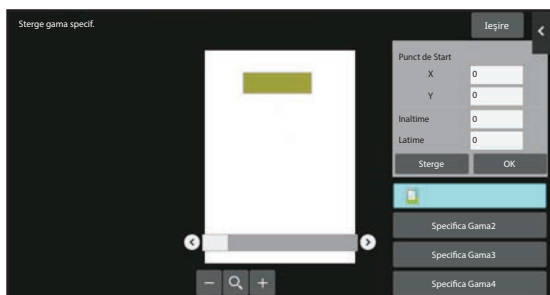 Sterge gama specif.
Ieşire
Punct de Start
X 0
Y 0
Inaltime 0
Latime 0
Sterge OK
Specifica Gama2
Specifica Gama3
Specifica Gama4